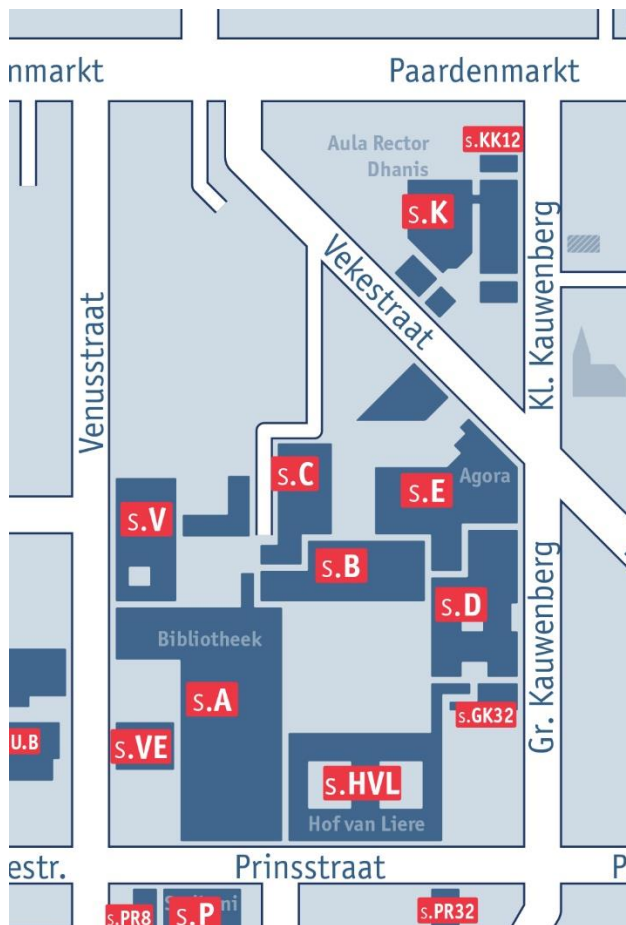 nmarkt
Paardenmarkt
Aula Rector
Dhanis
s.KK12
s.K
Vekestraat
Kl. Kauwenberg
Venusstraat
s.C
s.E
Agora
s.V
s.B
s.D
Bibliotheek
s.A
Gr. Kauwenberg
s.GK32
U.B
s.VE
s.HVL
Hof van Liere
estr.
Prinsstraat
P
s.PR8
s.P
ni
s.PR32